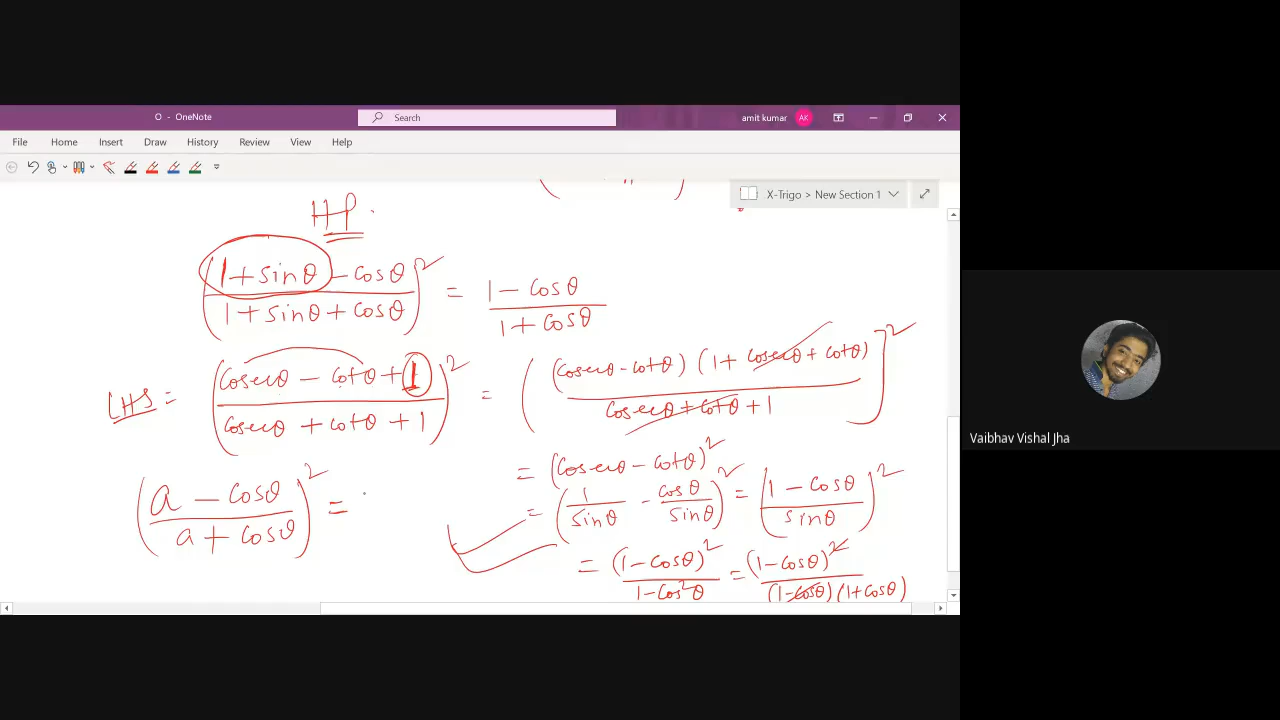 O - OneNote
Search
amit kumar AK
File Home Insert Draw History Review View Help
X-Trigo > New Section 1
HP.
(1 + sinθ - cosθ / 1 + sinθ + cosθ)² = 1 - cosθ / 1 + cosθ
LHS = (cosecθ - cotθ + 1 / cosecθ + cotθ + 1)² = ((cosecθ - cotθ) (1 + cosecθ + cotθ) / cosecθ + cotθ + 1]²
= (cosecθ - cotθ)²
(a - cosθ / a + cosθ)² =
= (1 / sinθ - cosθ / sinθ)² = (1 - cosθ / sinθ)²
= (1 - cosθ)² / 1 - cos²θ = (1 - cosθ)² / (1 - cosθ) (1 + cosθ)
Vaibhav Vishal Jha